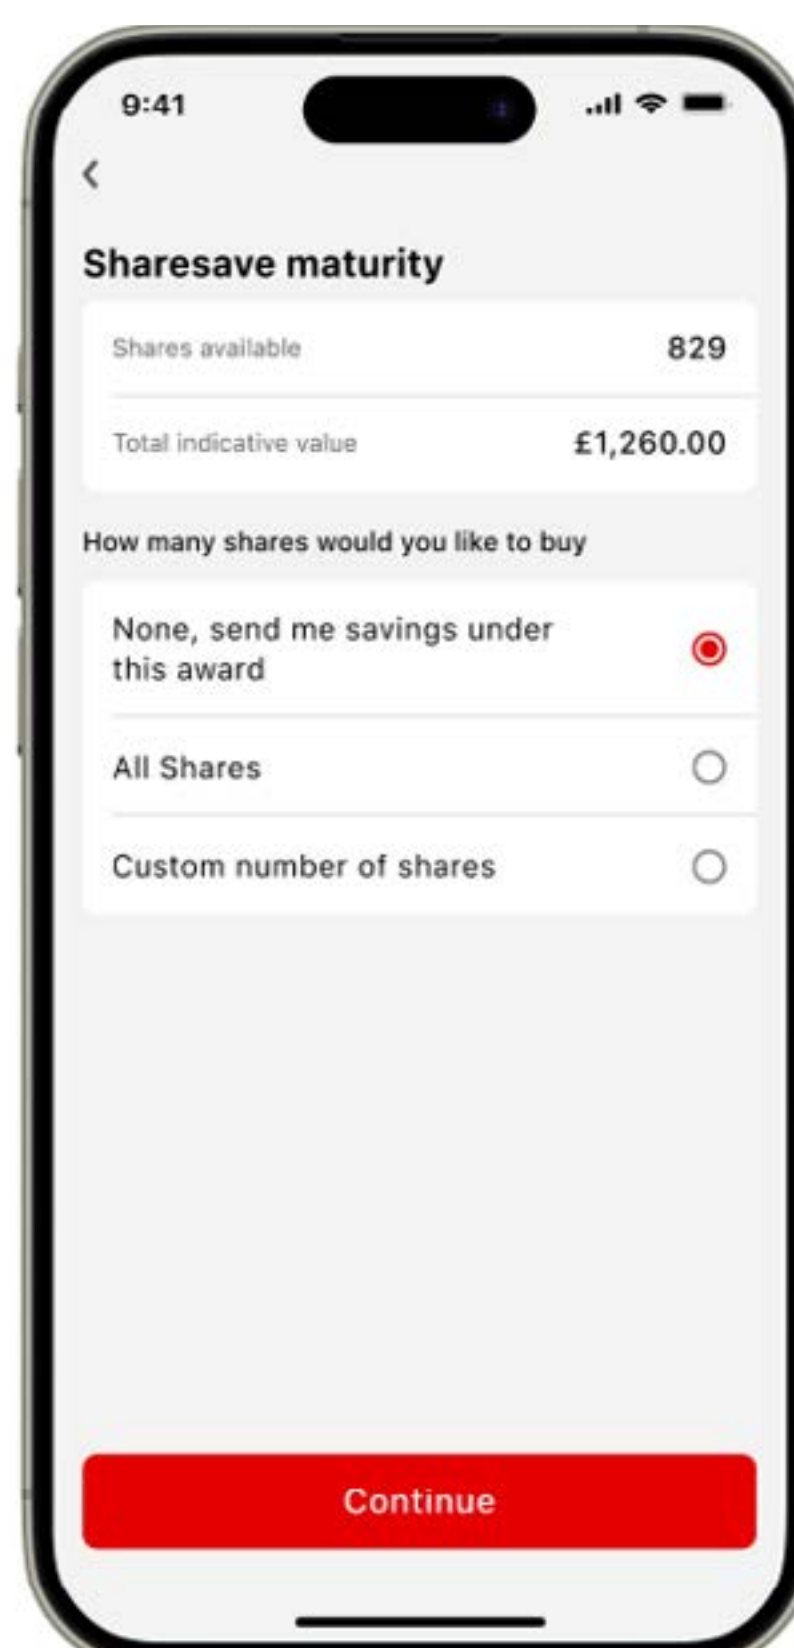 9:41
Sharesave maturity
Shares available 829
Total indicative value £1,260.00
How many shares would you like to buy
None, send me savings under
this award
All Shares
Custom number of shares
Continue